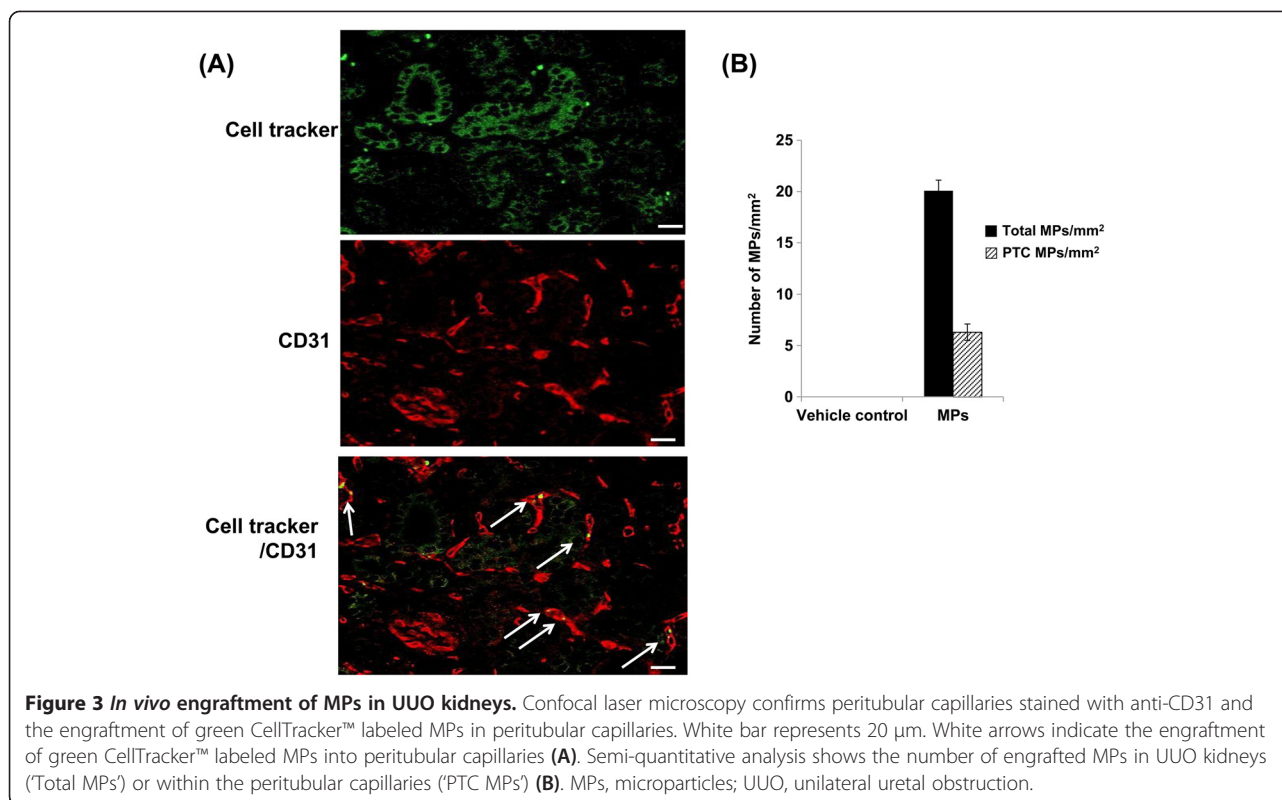 (A)
Cell tracker
CD31
Cell tracker
/CD31
(B)
25
20
15
10
5
0
Number of MPs/mm²
Vehicle control
MPs
Total MPs/mm²
PTC MPs/mm²
Figure 3 In vivo engraftment of MPs in UUO kidneys. Confocal laser microscopy confirms peritubular capillaries stained with anti-CD31 and
the engraftment of green CellTracker™ labeled MPs in peritubular capillaries. White bar represents 20 μm. White arrows indicate the engraftment
of green CellTracker™ labeled MPs into peritubular capillaries (A). Semi-quantitative analysis shows the number of engrafted MPs in UUO kidneys
(‘Total MPs’) or within the peritubular capillaries (‘PTC MPs’) (B). MPs, microparticles; UUO, unilateral uretal obstruction.